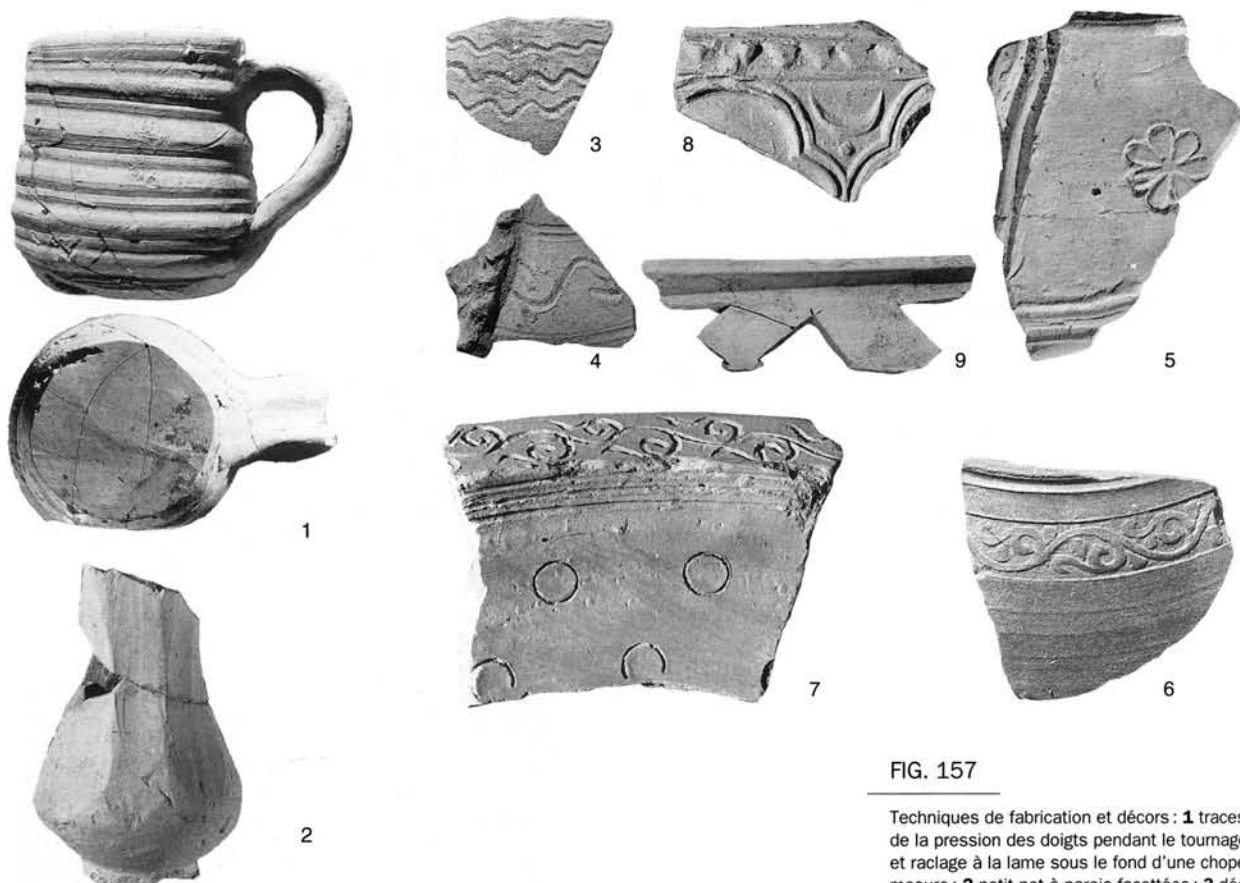 3
8
4
9
5
1
7
6
2
FIG. 157
Techniques de fabrication et décors : 1 traces
de la pression des doigts pendant le tournage
et raclage à la lame sous le fond d'une chope